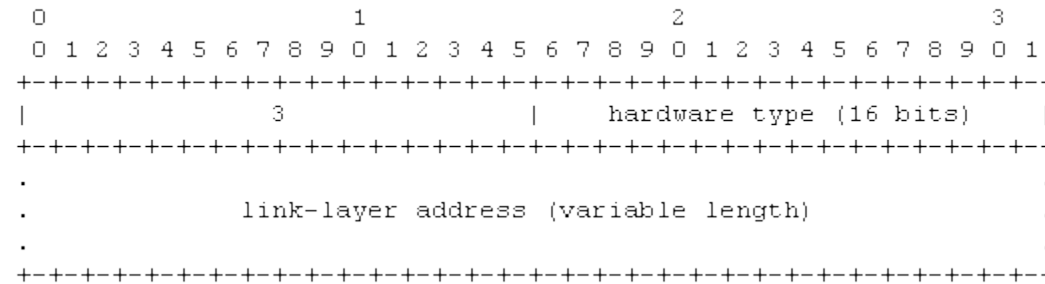 0                   1                   2                   3
0 1 2 3 4 5 6 7 8 9 0 1 2 3 4 5 6 7 8 9 0 1 2 3 4 5 6 7 8 9 0 1
+-+-+-+-+-+-+-+-+-+-+-+-+-+-+-+-+-+-+-+-+-+-+-+-+-+-+-+-+-+-+-+-
|               3               |    hardware type (16 bits)    |
+-+-+-+-+-+-+-+-+-+-+-+-+-+-+-+-+-+-+-+-+-+-+-+-+-+-+-+-+-+-+-+-
.                                                               .
.             link-layer address (variable length)              .
.                                                               .
+-+-+-+-+-+-+-+-+-+-+-+-+-+-+-+-+-+-+-+-+-+-+-+-+-+-+-+-+-+-+-+-